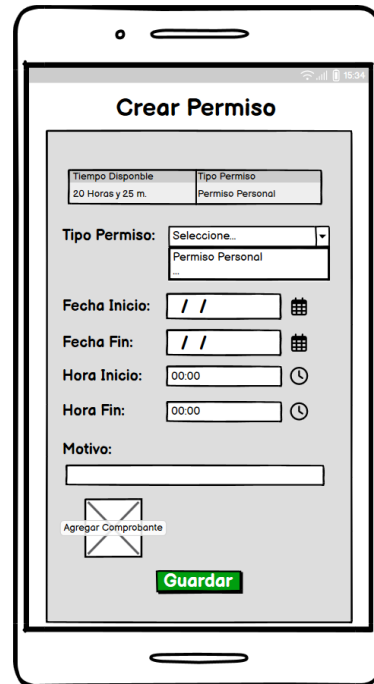 15:34
Crear Permiso
Tiempo Disponble Tipo Permiso
20 Horas y 25 m. Permiso Personal
Tipo Permiso: Seleccione...
Permiso Personal
...
Fecha Inicio: / /
Fecha Fin: / /
Hora Inicio: 00:00
Hora Fin: 00:00
Motivo:
Agregar Comprobante
Guardar